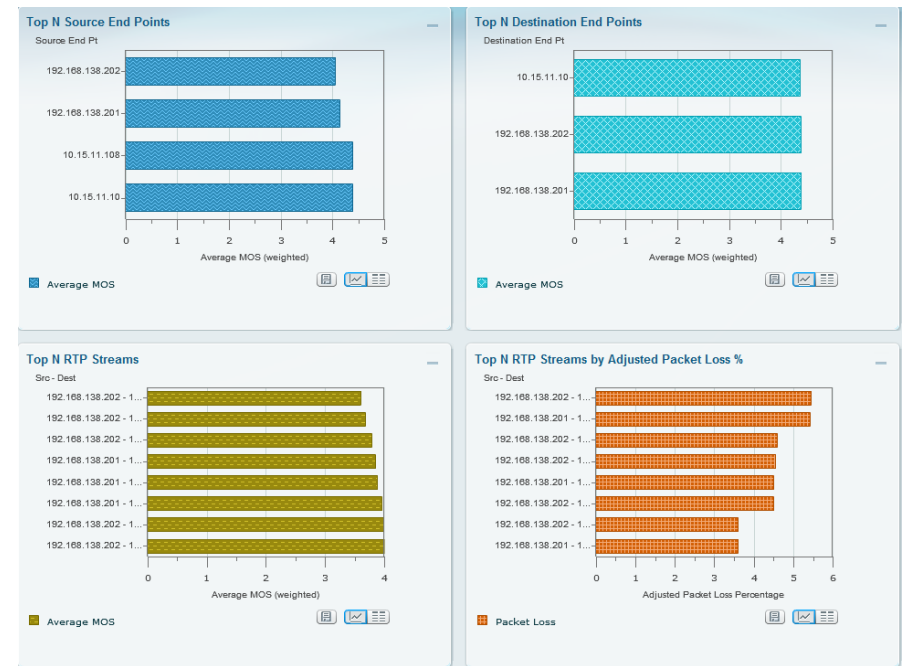 Top N Source End Points
Source End Pt
192.168.138.202
192.168.138.201
10.15.11.108
10.15.11.10
0 1 2 3 4 5
Average MOS (weighted)
Average MOS
Top N Destination End Points
Destination End Pt
10.15.11.10
192.168.138.202
192.168.138.201
0 1 2 3 4 5
Average MOS (weighted)
Average MOS
Top N RTP Streams
Src - Dest
192.168.138.202 - 1...
192.168.138.201 - 1...
192.168.138.202 - 1...
192.168.138.201 - 1...
192.168.138.201 - 1...
192.168.138.201 - 1...
192.168.138.202 - 1...
192.168.138.202 - 1...
0 1 2 3 4
Average MOS (weighted)
Average MOS
Top N RTP Streams by Adjusted Packet Loss %
Src - Dest
192.168.138.202 - 1...
192.168.138.201 - 1...
192.168.138.202 - 1...
192.168.138.202 - 1...
192.168.138.201 - 1...
192.168.138.202 - 1...
192.168.138.202 - 1...
192.168.138.201 - 1...
0 1 2 3 4 5 6
Adjusted Packet Loss Percentage
Packet Loss